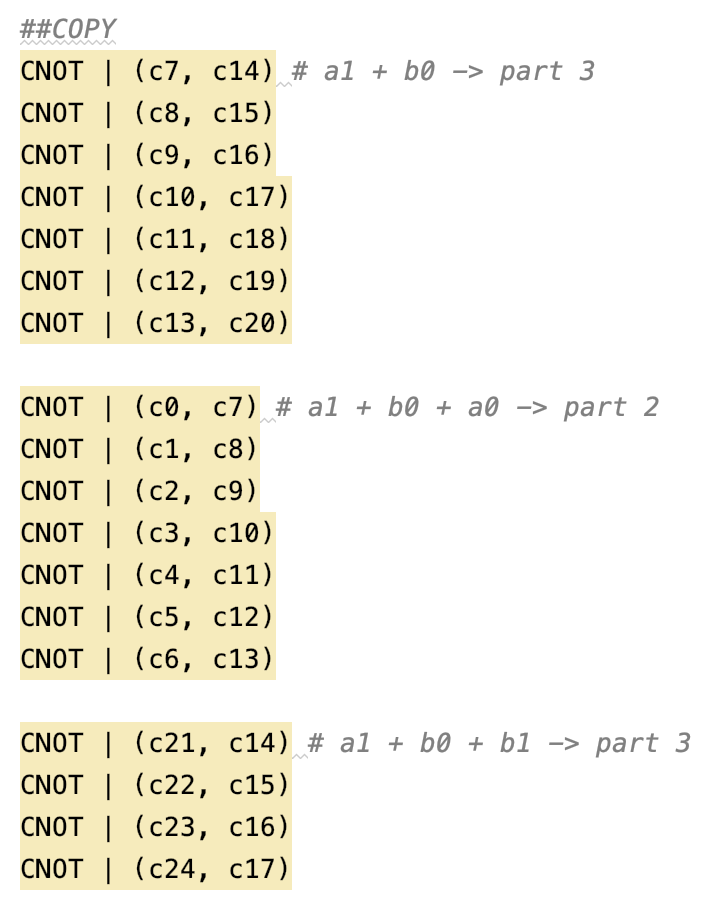 ##COPY
CNOT | (c7, c14) # a1 + b0 -> part 3
CNOT | (c8, c15)
CNOT | (c9, c16)
CNOT | (c10, c17)
CNOT | (c11, c18)
CNOT | (c12, c19)
CNOT | (c13, c20)
CNOT | (c0, c7) # a1 + b0 + a0 -> part 2
CNOT | (c1, c8)
CNOT | (c2, c9)
CNOT | (c3, c10)
CNOT | (c4, c11)
CNOT | (c5, c12)
CNOT | (c6, c13)
CNOT | (c21, c14) # a1 + b0 + b1 -> part 3
CNOT | (c22, c15)
CNOT | (c23, c16)
CNOT | (c24, c17)